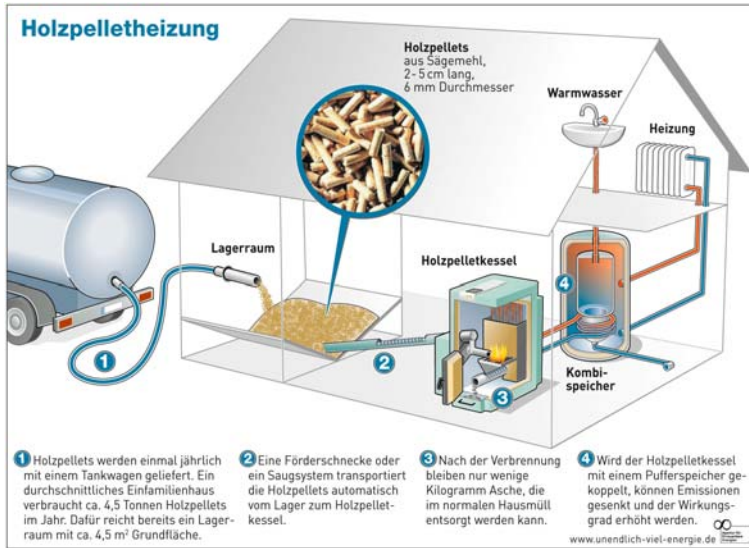 Holzpelletheizung
Holzpellets
aus Sägemehl,
2-5 cm lang,
6 mm Durchmesser
Warmwasser
Heizung
Lagerraum
Holzpelletkessel
4
Kombi-
speicher
1
2
3
1 Holzpellets werden einmal jährlich
mit einem Tankwagen geliefert. Ein
durchschnittliches Einfamilienhaus
verbraucht ca. 4,5 Tonnen Holzpellets
im Jahr. Dafür reicht bereits ein Lager-
raum mit ca. 4,5 m² Grundfläche.
2 Eine Förderschnecke oder
ein Saugsystem transportiert
die Holzpellets automatisch
vom Lager zum Holzpellet-
kessel.
3 Nach der Verbrennung
bleiben nur wenige
Kilogramm Asche, die
im normalen Hausmüll
entsorgt werden kann.
4 Wird der Holzpelletkessel
mit einem Pufferspeicher ge-
koppelt, können Emissionen
gesenkt und der Wirkungs-
grad erhöht werden.
www.unendlich-viel-energie.de